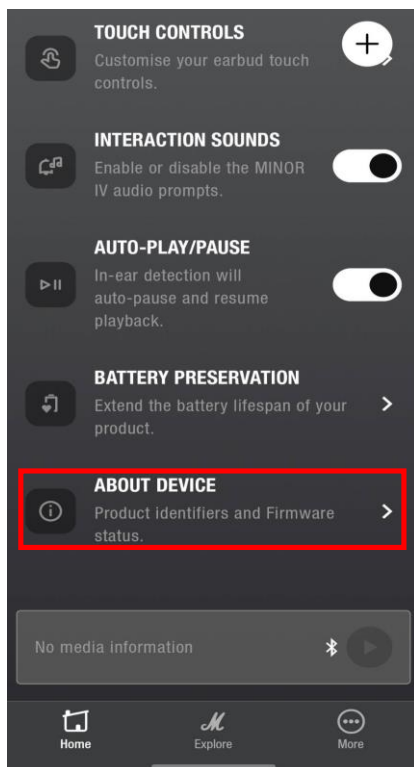 TOUCH CONTROLS
Customise your earbud touch
controls.
INTERACTION SOUNDS
Enable or disable the MINOR
IV audio prompts.
AUTO-PLAY/PAUSE
In-ear detection will
auto-pause and resume
playback.
BATTERY PRESERVATION
Extend the battery lifespan of your
product.
ABOUT DEVICE
Product identifiers and Firmware
status.
No media information
Home
Explore
More